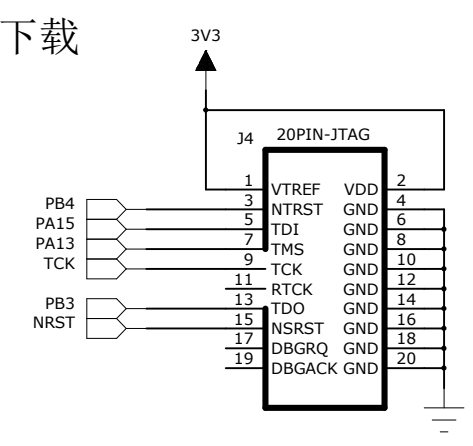 下载
3V3
J4 20PIN-JTAG
1 VTREF VDD 2
PB4 3 NTRST GND 4
PA15 5 TDI GND 6
PA13 7 TMS GND 8
TCK 9 TCK GND 10
11 RTCK GND 12
PB3 13 TDO GND 14
NRST 15 NSRST GND 16
17 DBGRQ GND 18
19 DBGACK GND 20